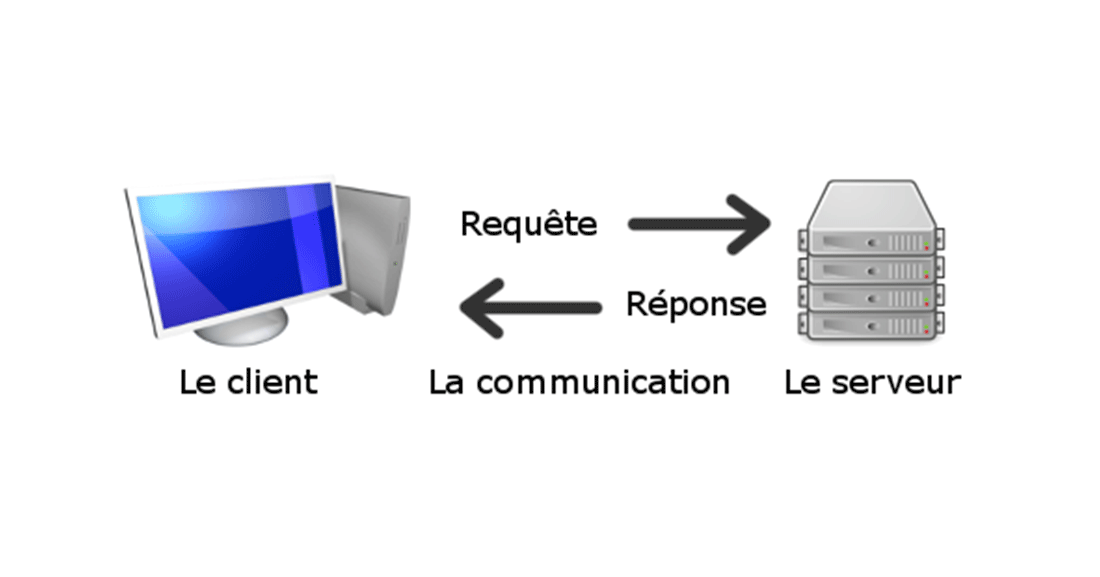 Requête
Réponse
Le client
La communication
Le serveur